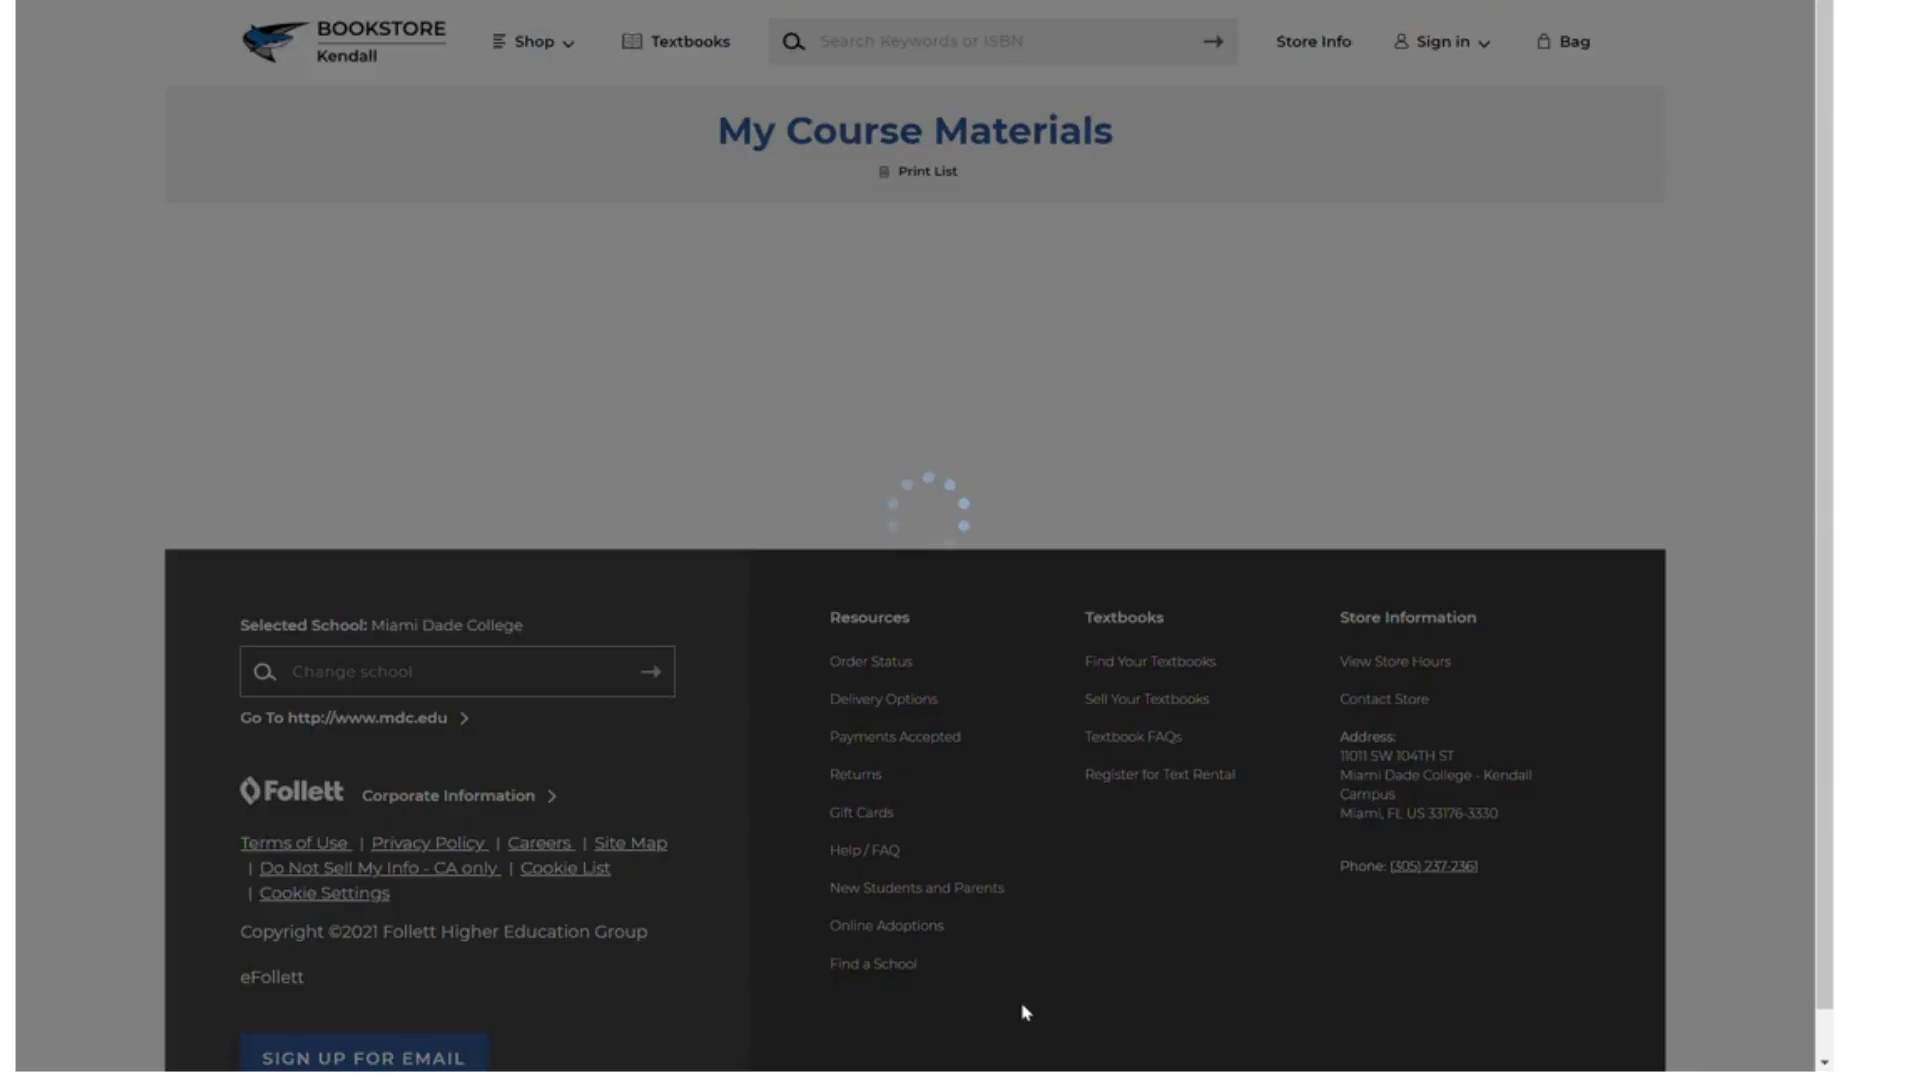 BOOKSTORE
Kendall
Shop
Textbooks
Search Keywords or ISBN
Store Info
Sign in
Bag
My Course Materials
Print List
Selected School: Miami Dade College
Change school
Go To http://www.mdc.edu
Follett
Corporate Information
Terms of Use | Privacy Policy | Careers | Site Map
| Do Not Sell My Info - CA only | Cookie List
| Cookie Settings
Copyright ©2021 Follett Higher Education Group
eFollett
SIGN UP FOR EMAIL
Resources
Order Status
Delivery Options
Payments Accepted
Returns
Gift Cards
Help / FAQ
New Students and Parents
Online Adoptions
Find a School
Textbooks
Find Your Textbooks
Sell Your Textbooks
Textbook FAQs
Register for Text Rental
Store Information
View Store Hours
Contact Store
Address:
11011 SW 104TH ST
Miami Dade College - Kendall
Campus
Miami, FL US 33176-3330
Phone: (305) 237-2361